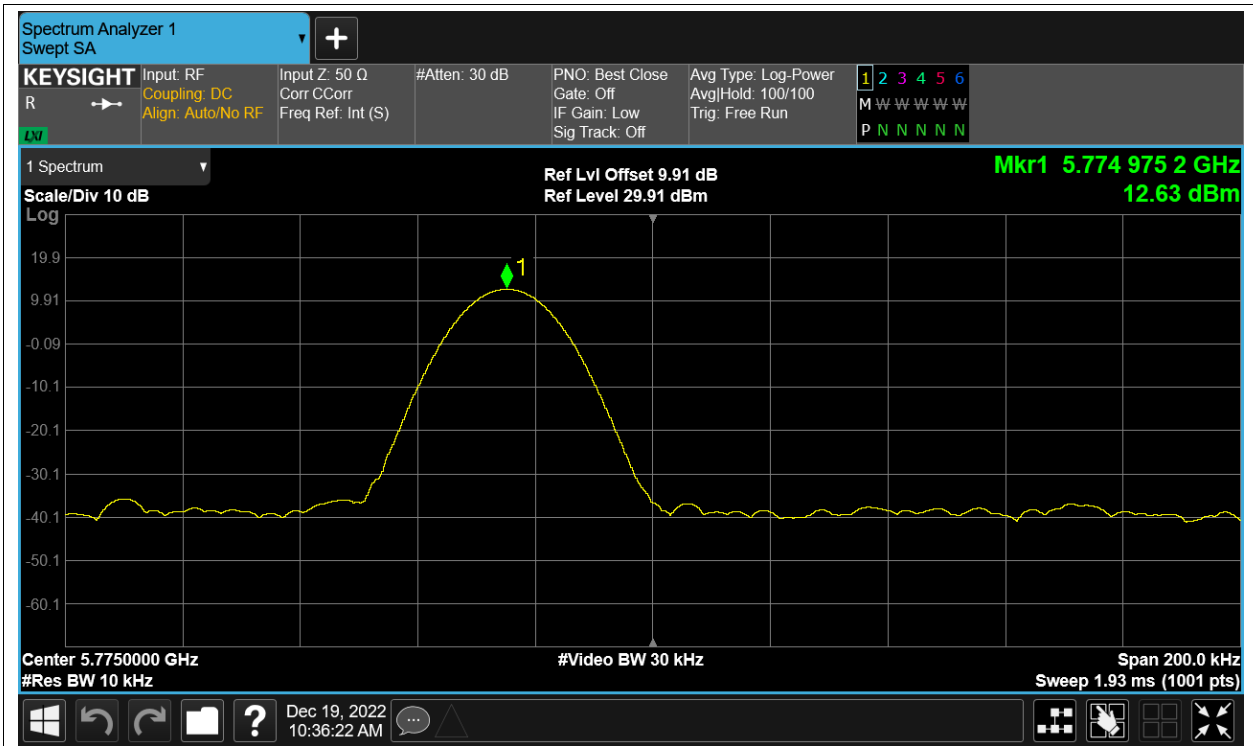 Spectrum Analyzer 1
Swept SA
KEYSIGHT
R
LXI
Input: RF
Coupling: DC
Align: Auto/No RF
Input Z: 50 Ω
Corr CCorr
Freq Ref: Int (S)
#Atten: 30 dB
PNO: Best Close
Gate: Off
IF Gain: Low
Sig Track: Off
Avg Type: Log-Power
Avg|Hold: 100/100
Trig: Free Run
1 2 3 4 5 6
M W W W W W
P N N N N N
1 Spectrum
Scale/Div 10 dB
Log
Ref Lvl Offset 9.91 dB
Ref Level 29.91 dBm
Mkr1 5.774 975 2 GHz
12.63 dBm
1
19.9
9.91
-0.09
-10.1
-20.1
-30.1
-40.1
-50.1
-60.1
Center 5.7750000 GHz
#Res BW 10 kHz
#Video BW 30 kHz
Span 200.0 kHz
Sweep 1.93 ms (1001 pts)
?
Dec 19, 2022
10:36:22 AM